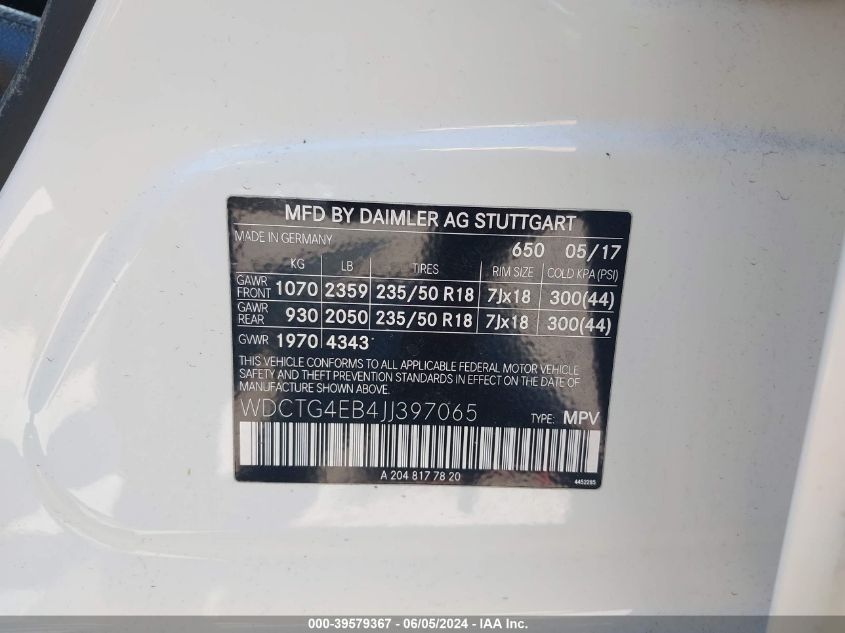 MFD BY DAIMLER AG STUTTGART
MADE IN GERMANY 650 05/17
KG LB TIRES RIM SIZE COLD KPA (PSI)
GAWR FRONT 1070 2359 235/50 R18 7Jx18 300(44)
GAWR REAR 930 2050 235/50 R18 7Jx18 300(44)
GVWR 1970 4343
THIS VEHICLE CONFORMS TO ALL APPLICABLE FEDERAL MOTOR VEHICLE
SAFETY AND THEFT PREVENTION STANDARDS IN EFFECT ON THE DATE OF
MANUFACTURE SHOWN ABOVE.
WDCTG4EB4JJ397065 TYPE: MPV
A 204 817 78 20
4452285
© - 39579367 - 06/05/2024 - IAA Inc.